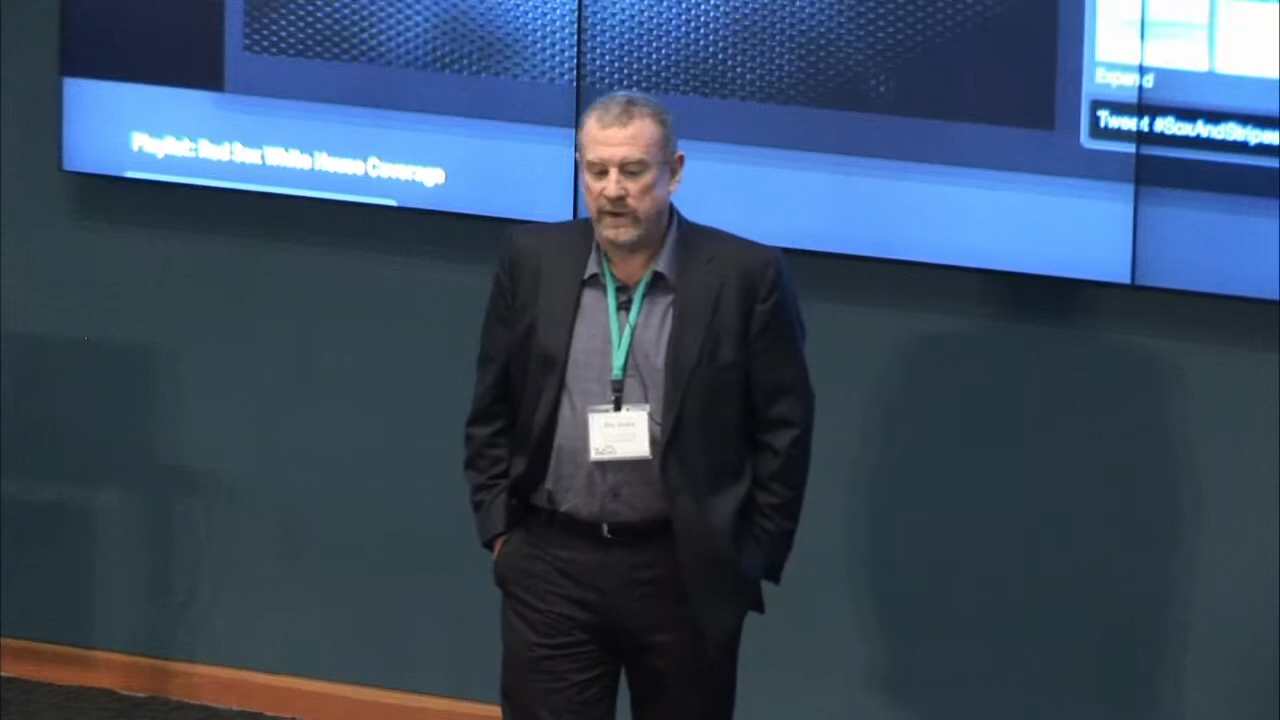 Playlist: Red Sox White House Coverage
Expand
Tweet #SoxAndStripes